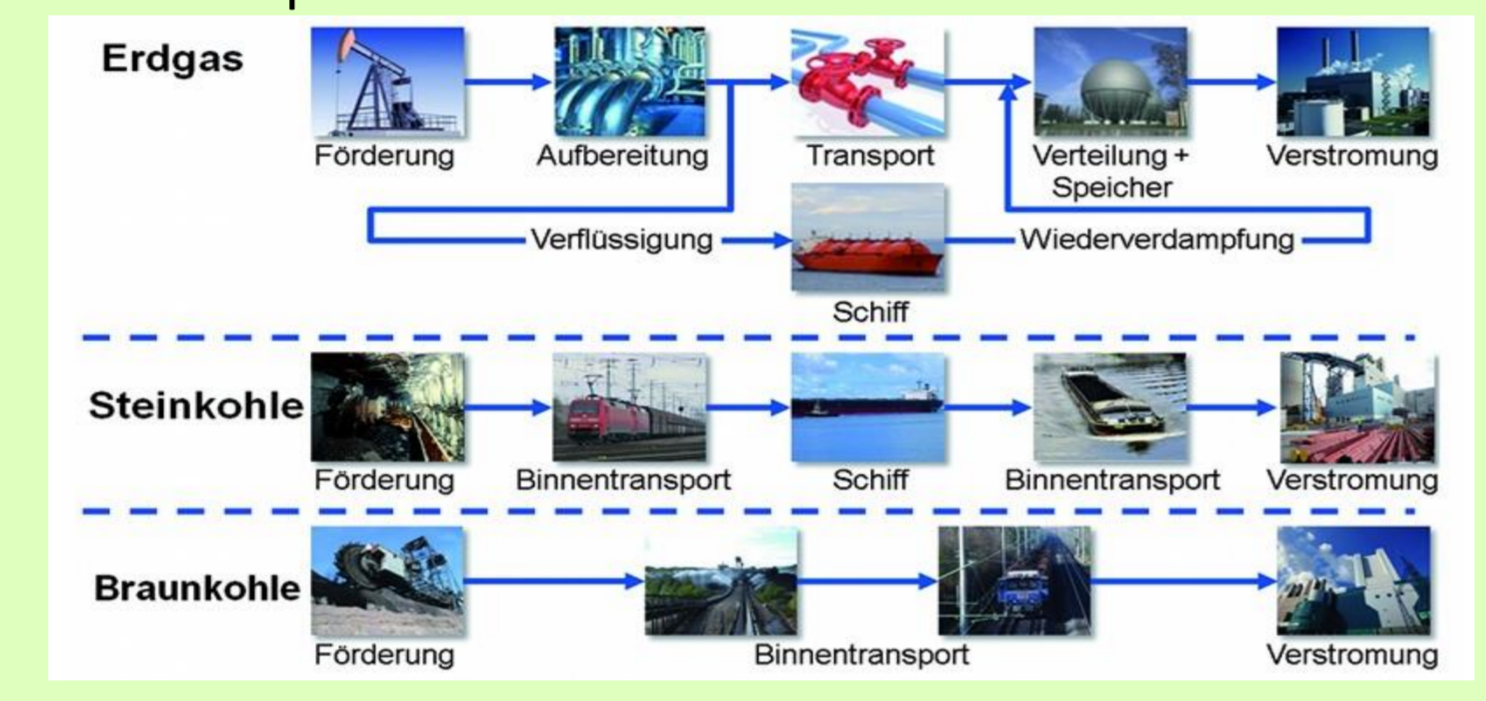 Erdgas
Förderung
Aufbereitung
Transport
Verteilung +
Speicher
Verstromung
Verflüssigung
Wiederverdampfung
Schiff
Steinkohle
Förderung
Binnentransport
Schiff
Binnentransport
Verstromung
Braunkohle
Förderung
Binnentransport
Verstromung